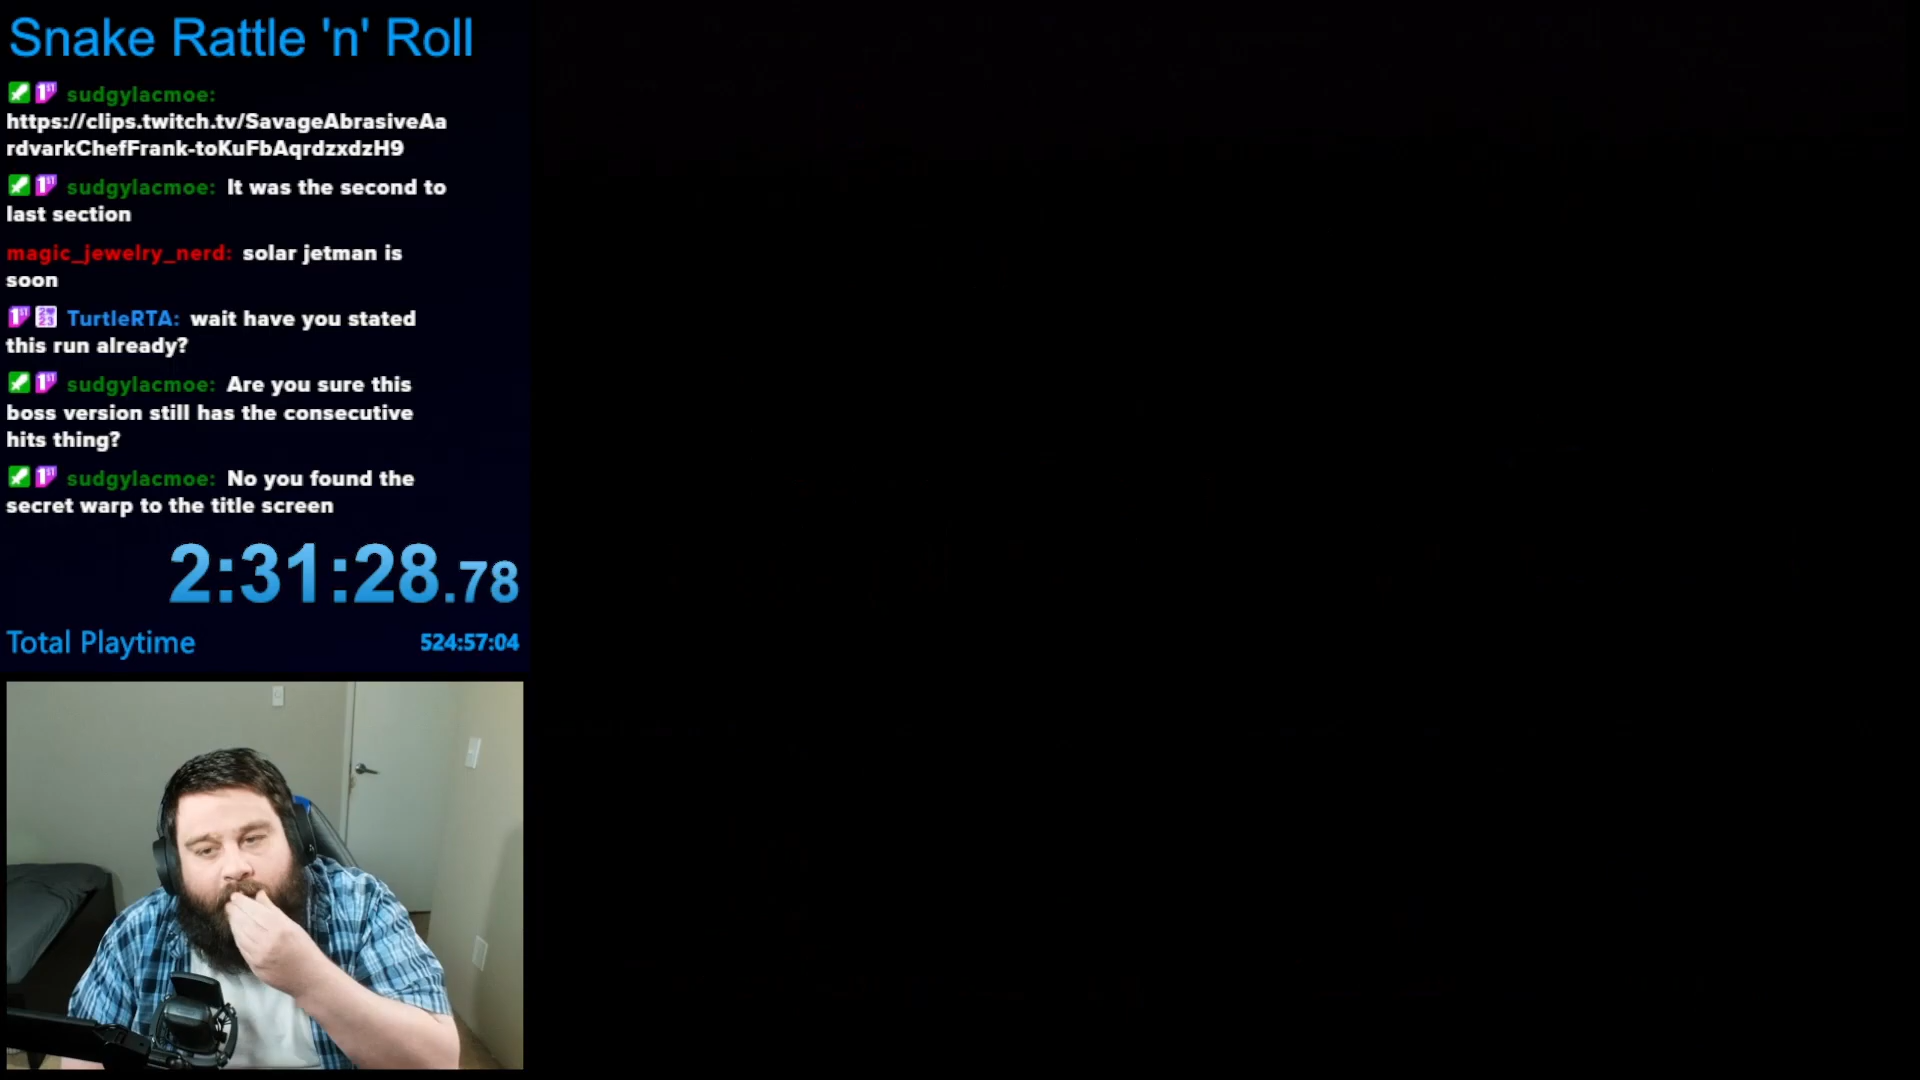 Snake Rattle 'n' Roll
sudgylacmoe:
https://clips.twitch.tv/SavageAbrasiveAa
rdvarkChefFrank-toKuFbAqrdzxdzH9
sudgylacmoe: It was the second to
last section
magic_jewelry_nerd: solar jetman is
soon
1ST 2023 TurtleRTA: wait have you stated
this run already?
sudgylacmoe: Are you sure this
boss version still has the consecutive
hits thing?
sudgylacmoe: No you found the
secret warp to the title screen
2:31:28.78
Total Playtime 524:57:04